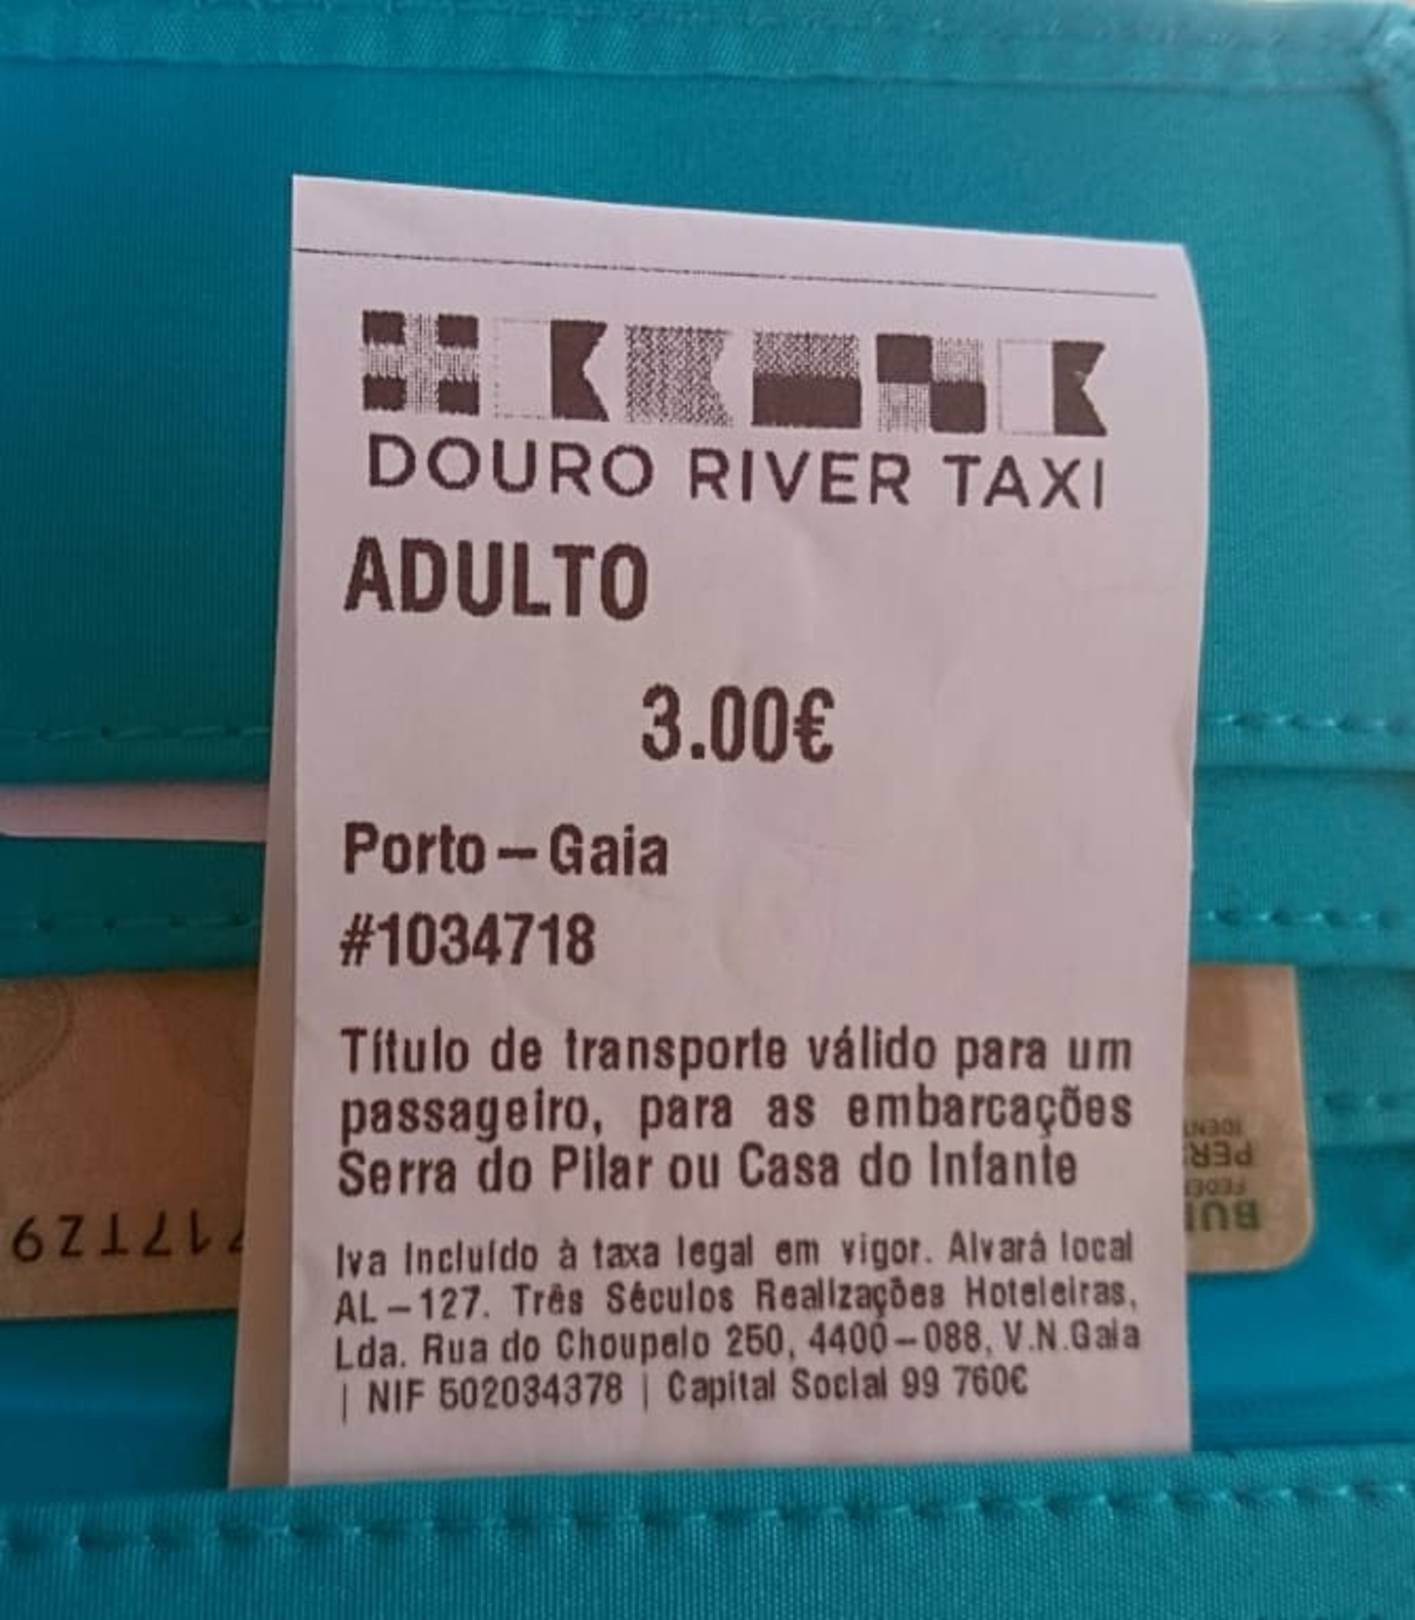 DOURO RIVER TAXI
ADULTO
3.00€
Porto – Gaia
#1034718
Título de transporte válido para um
passageiro, para as embarcações
Serra do Pilar ou Casa do Infante
Iva Incluído à taxa legal em vigor. Alvará local
AL – 127. Três Séculos Realizações Hoteleiras,
Lda. Rua do Choupelo 250, 4400 – 088, V.N.Gaia
| NIF 502034378 | Capital Social 99 760€